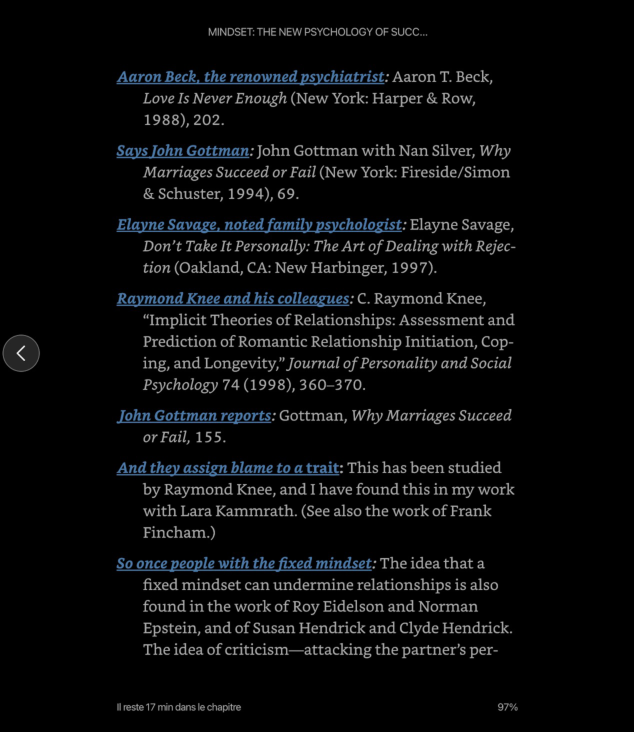 MINDSET: THE NEW PSYCHOLOGY OF SUCC...
Aaron Beck, the renowned psychiatrist: Aaron T. Beck,
Love Is Never Enough (New York: Harper & Row,
1988), 202.
Says John Gottman: John Gottman with Nan Silver, Why
Marriages Succeed or Fail (New York: Fireside/Simon
& Schuster, 1994), 69.
Elayne Savage, noted family psychologist: Elayne Savage,
Don't Take It Personally: The Art of Dealing with Rejec-
tion (Oakland, CA: New Harbinger, 1997).
Raymond Knee and his colleagues: C. Raymond Knee,
“Implicit Theories of Relationships: Assessment and
Prediction of Romantic Relationship Initiation, Cop-
ing, and Longevity,” Journal of Personality and Social
Psychology 74 (1998), 360–370.
John Gottman reports: Gottman, Why Marriages Succeed
or Fail, 155.
And they assign blame to a trait: This has been studied
by Raymond Knee, and I have found this in my work
with Lara Kammrath. (See also the work of Frank
Fincham.)
So once people with the fixed mindset: The idea that a
fixed mindset can undermine relationships is also
found in the work of Roy Eidelson and Norman
Epstein, and of Susan Hendrick and Clyde Hendrick.
The idea of criticism—attacking the partner's per-
Il reste 17 min dans le chapitre
97%